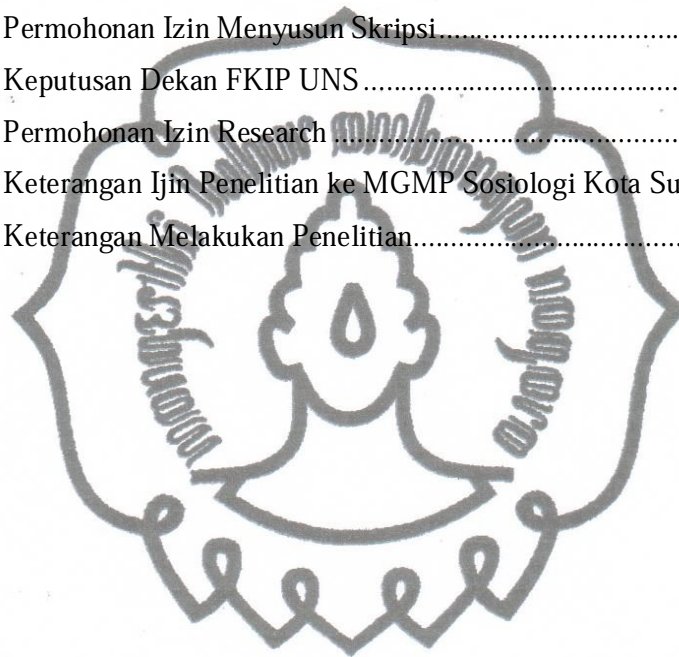 Permohonan Izin Menyusun Skripsi.................................
Keputusan Dekan FKIP UNS.............................................
Permohonan Izin Research................................................
Keterangan Ijin Penelitian ke MGMP Sosiologi Kota Su
Keterangan Melakukan Penelitian.....................................